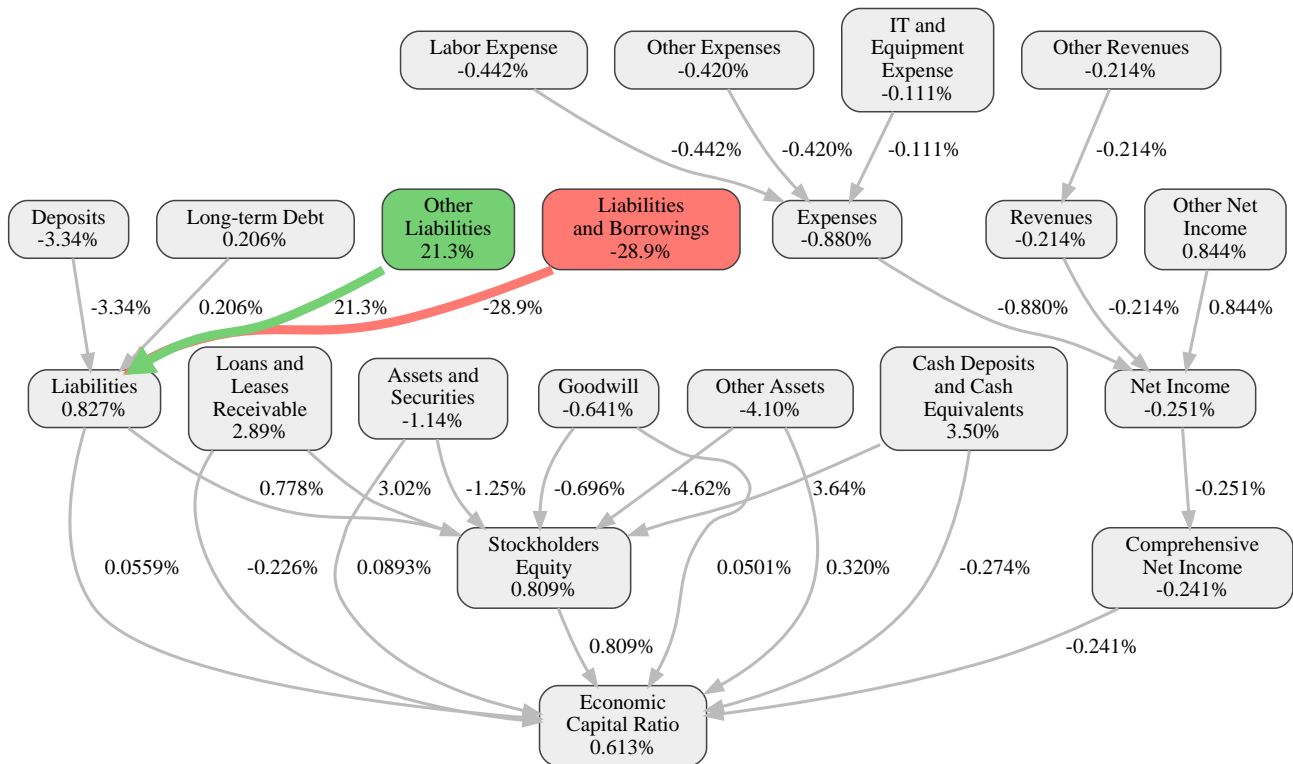 Labor Expense
-0.442%
Other Expenses
-0.420%
IT and
Equipment
Expense
-0.111%
Other Revenues
-0.214%
-0.442%
-0.420%
-0.111%
-0.214%
Deposits
-3.34%
Long-term Debt
0.206%
Other
Liabilities
21.3%
Liabilities
and Borrowings
-28.9%
Expenses
-0.880%
Revenues
-0.214%
Other Net
Income
0.844%
-3.34%
0.206%
21.3%
-28.9%
-0.880%
-0.214%
0.844%
Liabilities
0.827%
Loans and
Leases
Receivable
2.89%
Assets and
Securities
-1.14%
Goodwill
-0.641%
Other Assets
-4.10%
Cash Deposits
and Cash
Equivalents
3.50%
Net Income
-0.251%
0.778%
3.02%
-1.25%
-0.696%
-4.62%
3.64%
-0.251%
Stockholders
Equity
0.809%
Comprehensive
Net Income
-0.241%
0.0559%
-0.226%
0.0893%
0.0501%
0.320%
-0.274%
0.809%
-0.241%
Economic
Capital Ratio
0.613%